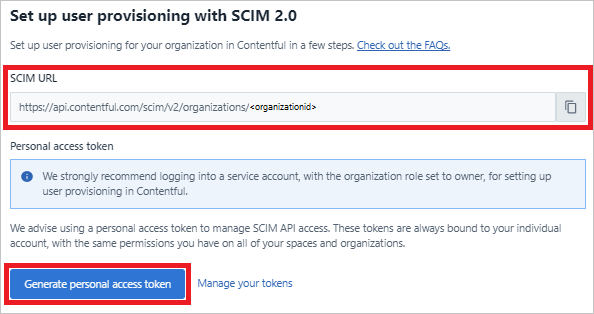 Set up user provisioning with SCIM 2.0
Set up user provisioning for your organization in Contentful in a few steps. Check out the FAQs.
SCIM URL
https://api.contentful.com/scim/v2/organizations/<organizationid>
Personal access token
We strongly recommend logging into a service account, with the organization role set to owner, for setting up
user provisioning in Contentful.
We advise using a personal access token to manage SCIM API access. These tokens are always bound to your individual
account, with the same permissions you have on all of your spaces and organizations.
Generate personal access token Manage your tokens